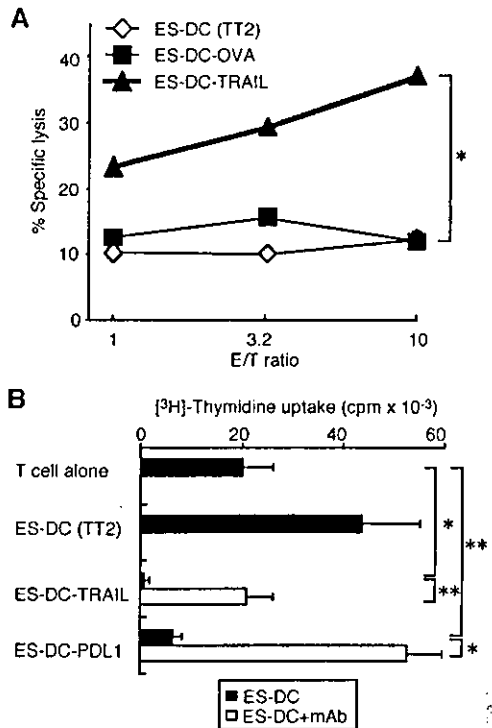 A
ES-DC (TT2)
ES-DC-OVA
ES-DC-TRAIL
% Specific lysis
40
30
20
10
0
*
1
3.2
10
E/T ratio
B
[³H]-Thymidine uptake (cpm x 10⁻³)
0
20
40
60
T cell alone
ES-DC (TT2)
ES-DC-TRAIL
ES-DC-PDL1
*
**
**
*
ES-DC
ES-DC+mAb